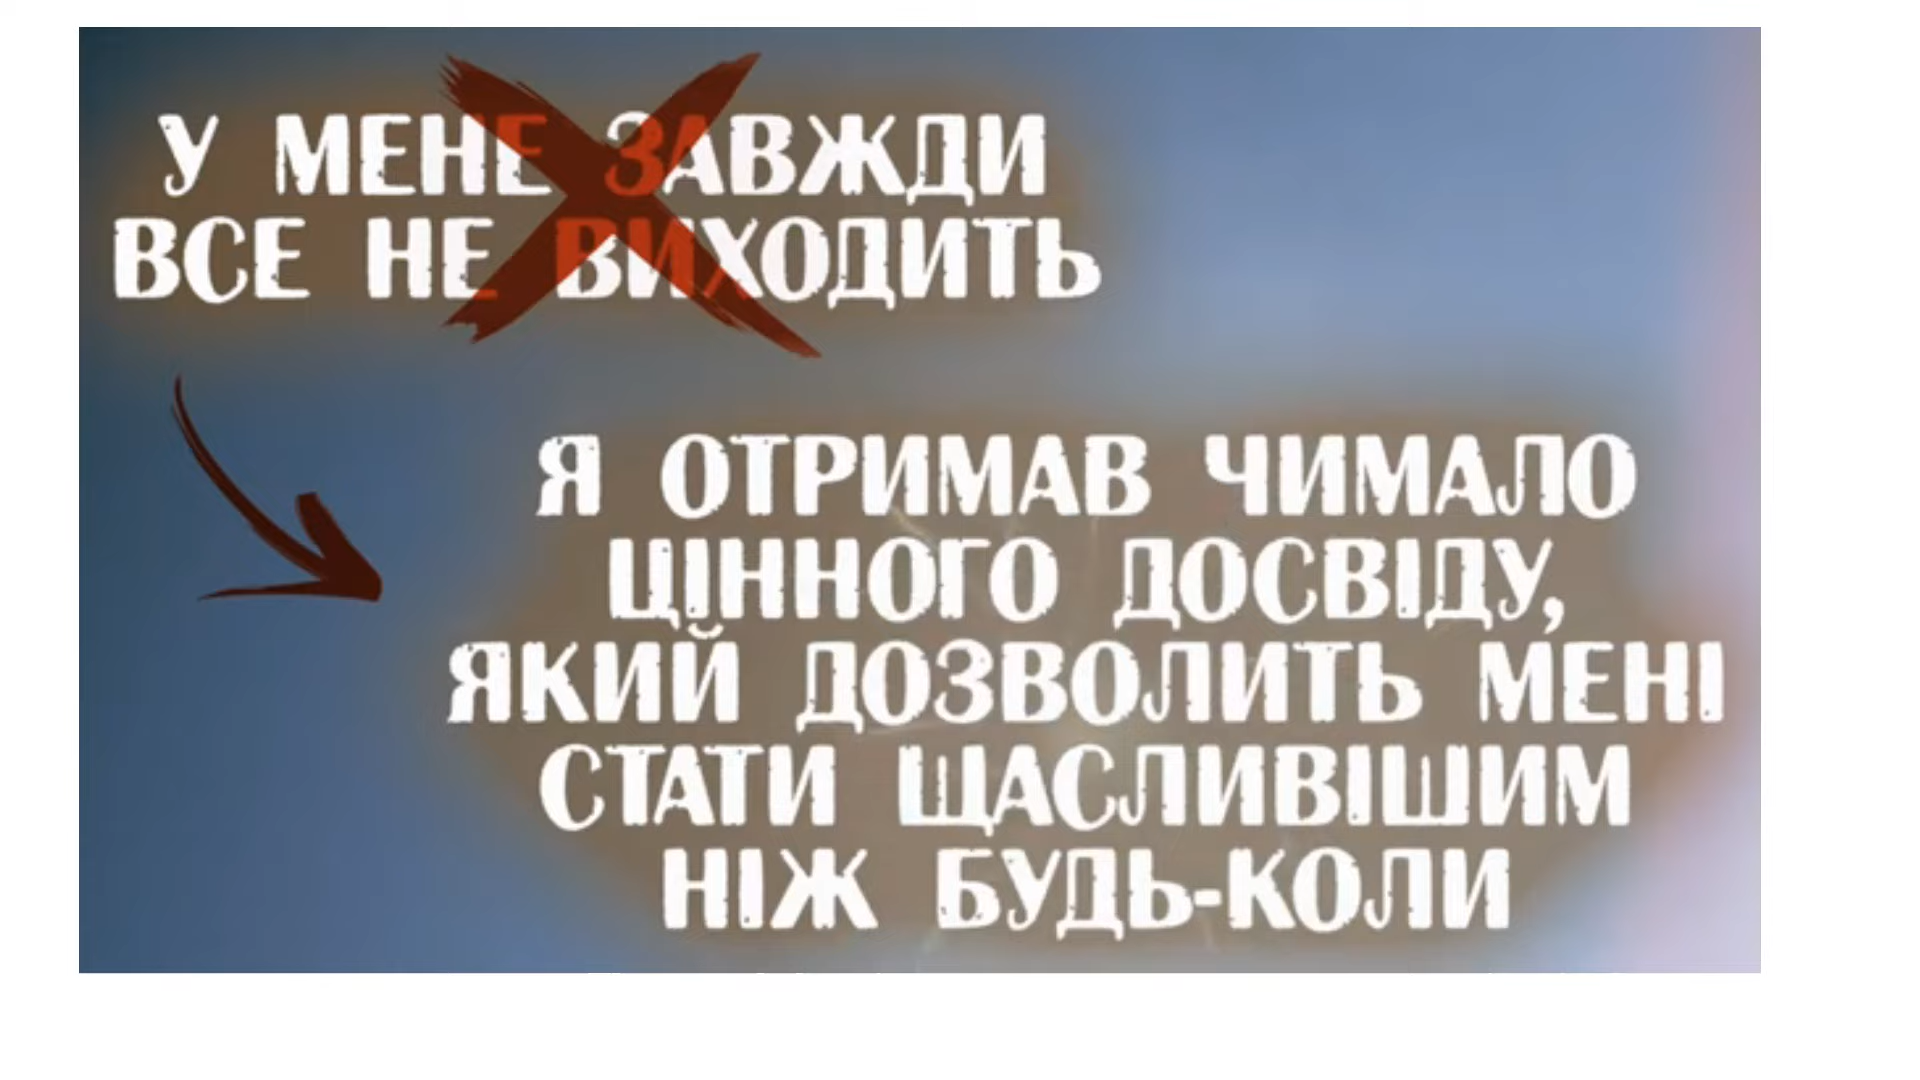 У МЕНЕ ЗАВЖДИ
ВСЕ НЕ ВИХОДИТЬ
Я ОТРИМАВ ЧИМАЛО
ЦІННОГО ДОСВІДУ,
ЯКИЙ ДОЗВОЛИТЬ МЕНІ
СТАТИ ЩАСЛИВІШИМ
НІЖ БУДЬ-КОЛИ